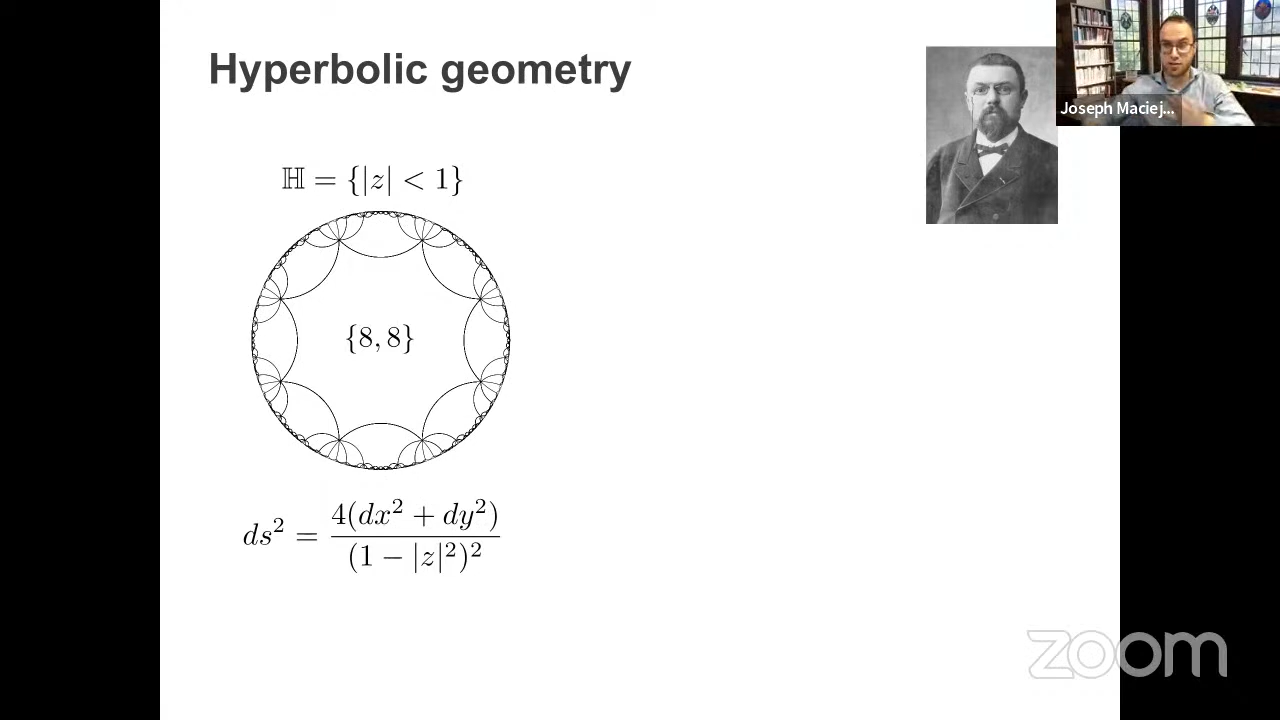 Hyperbolic geometry
Joseph Maciej...
ℍ = {|z| < 1}
{8, 8}
ds² = 4(dx² + dy²) / (1 − |z|²)²
zoom